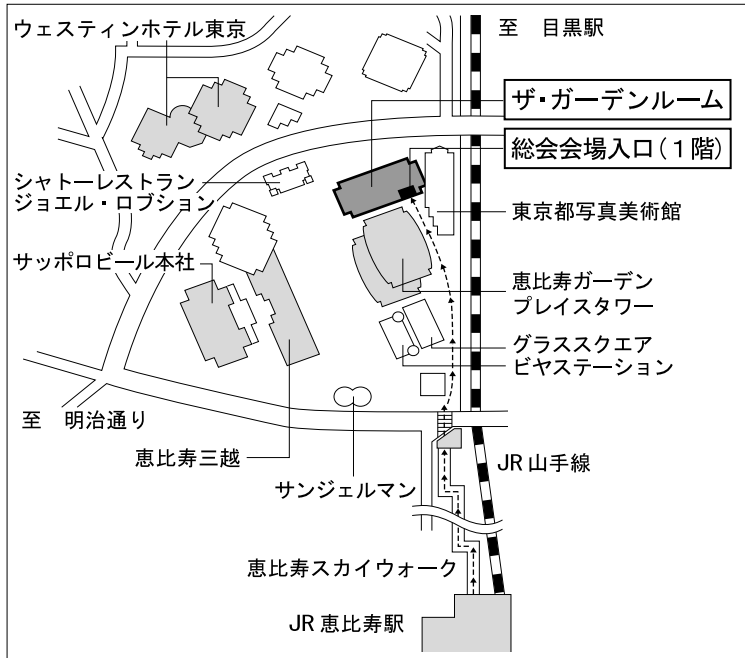 ウェスティンホテル東京
至 目黒駅
ザ・ガーデンルーム
総会会場入口(1階)
シャトーレストラン
ジョエル・ロブション
東京都写真美術館
サッポロビール本社
恵比寿ガーデン
プレイスタワー
グラススクエア
ビヤステーション
至 明治通り
恵比寿三越
サンジェルマン
JR山手線
恵比寿スカイウォーク
JR恵比寿駅